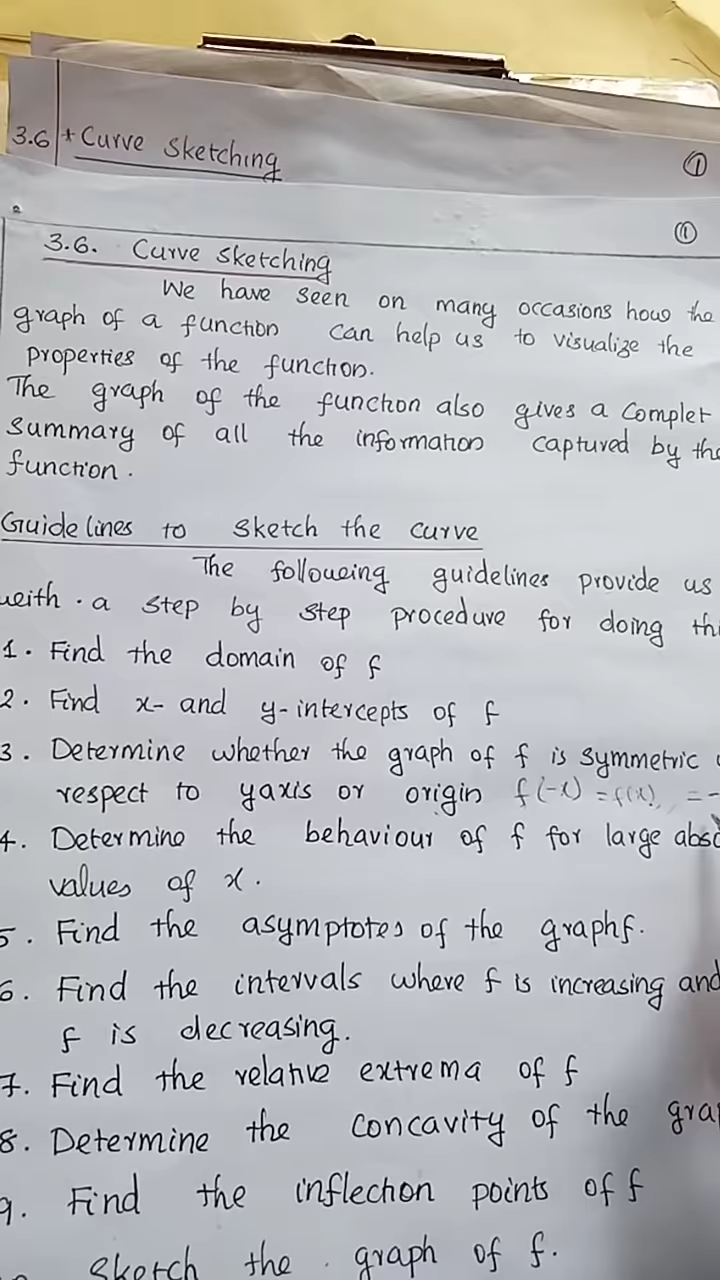 3.6 * Curve Sketching
①
①
3.6. Curve Sketching
We have seen on many occasions how the
graph of a function can help us to visualize the
properties of the function.
The graph of the function also gives a Complet
Summary of all the information captured by the
function.
Guidelines to sketch the curve
The following guidelines provide us
with a step by step procedure for doing thi
1. Find the domain of f
2. Find x- and y-intercepts of f
3. Determine whether the graph of f is symmetric
respect to yaxis or origin f(-x) = f(x), = -
4. Determine the behaviour of f for large abso
values of x.
5. Find the asymptotes of the graph f.
6. Find the intervals where f is increasing and
f is decreasing.
7. Find the relative extrema of f
8. Determine the concavity of the gra
9. Find the inflection points of f
Sketch the graph of f.